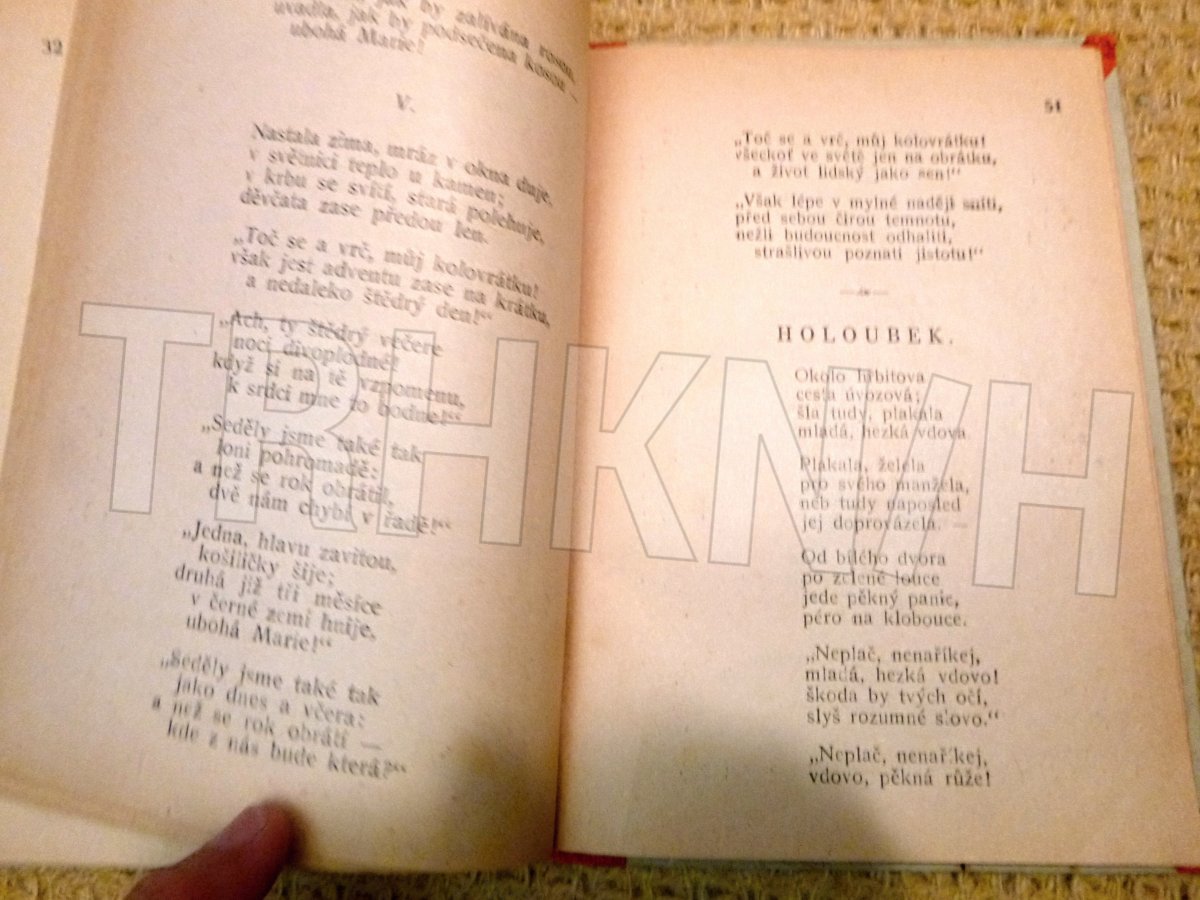 32
jak by zalívána rosou,
uvadla, jak by podsečena kosou —
ubohá Marie!
V.
Nastala zima, mráz v okna duje,
v světnici teplo u kamen;
v krbu se svítí, stará polehuje,
děvčata zase předou len.
„Toč se a vrč, můj kolovrátku!
však jest adventu zase na krátku,
a nedaleko štědrý den!“
„Ach, ty štědrý večere
noci divoplodné!
když si na tě vzpomenu,
k srdci mne to bodne!“
„Seděly jsme také tak
loni pohromadě:
a než se rok obrátil,
dvě nám chybí v řadě!“
„Jedna, hlavu zavitou,
košiličky šije;
druhá již tři měsíce
v černé zemi hnije,
ubohá Marie!“
„Seděly jsme také tak
jako dnes a včera:
a než se rok obrátí —
kde z nás bude která?“
51
„Toč se a vrč, můj kolovrátku!
všeckoť ve světě jen na obrátku,
a život lidský jako sen!“
„Však lépe v mylné naději sníti,
před sebou čirou temnotu,
nežli budoucnost odhaliti,
strašlivou poznati jistotu!“
HOLOUBEK.
Okolo hřbitova
cesta úvozová;
šla tudy, plakala
mladá, hezká vdova.
Plakala, želela
pro svého manžela,
neb tudy naposled
jej doprovázela. —
Od bílého dvora
po zelené louce
jede pěkný panic,
péro na klobouce.
„Neplač, nenaříkej,
mladá, hezká vdovo!
škoda by tvých očí,
slyš rozumné slovo.“
„Neplač, nenaříkej,
vdovo, pěkná růže!
TRHKNIH